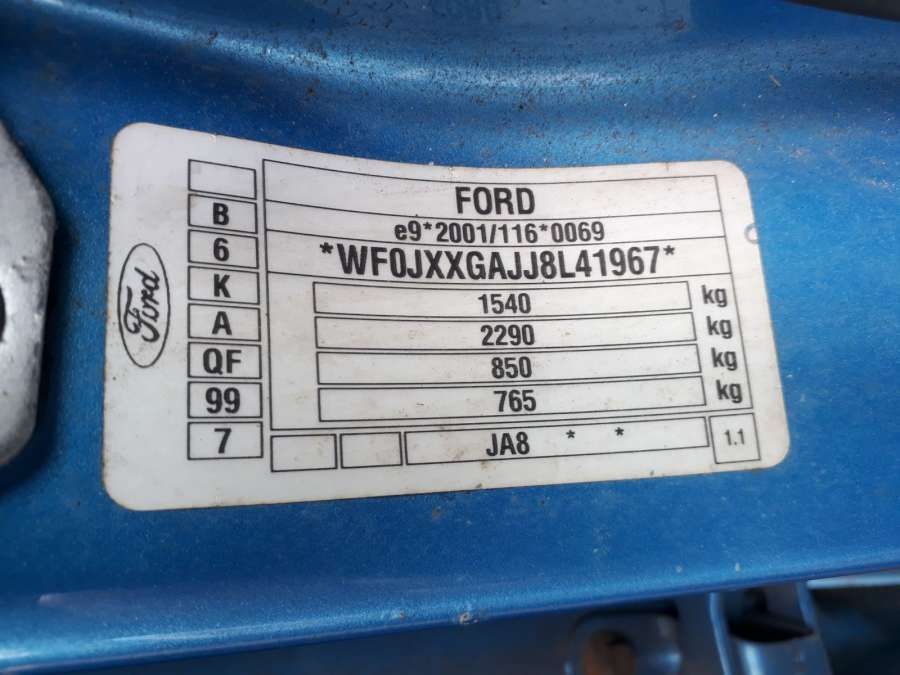 FORD
e9*2001/116*0069
*WF0JXXGAJJ8L41967*
1540 kg
2290 kg
850 kg
765 kg
JA8 * * 1.1
B
6
K
A
QF
99
7
Ford